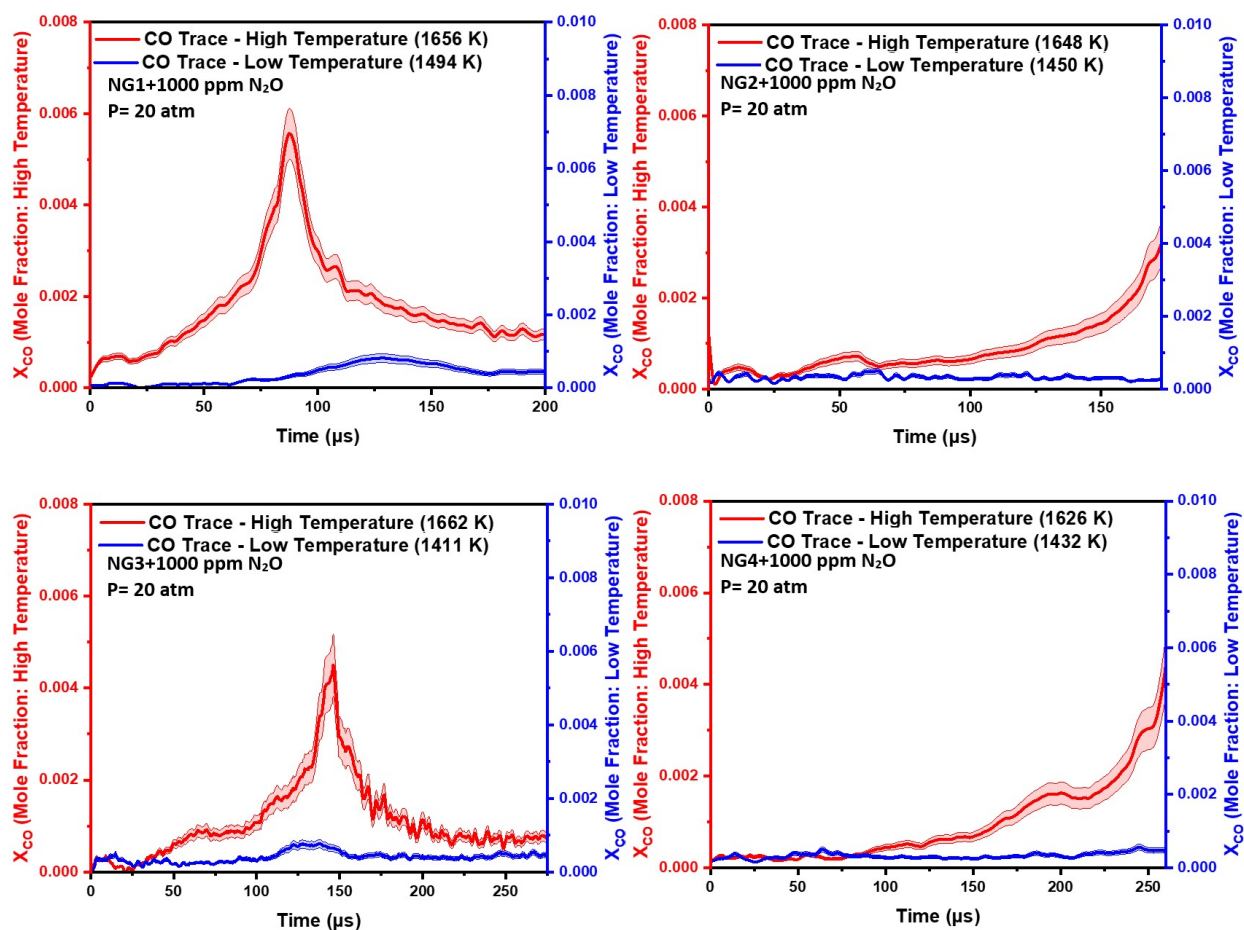 0.008
0.006
0.004
0.002
0.000
X_CO (Mole Fraction: High Temperature)
CO Trace - High Temperature (1656 K)
CO Trace - Low Temperature (1494 K)
NG1+1000 ppm N₂O
P= 20 atm
0.010
0.008
0.006
0.004
0.002
0.000
X_CO (Mole Fraction: Low Temperature)
0 50 100 150 200
Time (µs)
0.008
0.006
0.004
0.002
0.000
X_CO (Mole Fraction: High Temperature)
CO Trace - High Temperature (1648 K)
CO Trace - Low Temperature (1450 K)
NG2+1000 ppm N₂O
P= 20 atm
0.010
0.008
0.006
0.004
0.002
0.000
X_CO (Mole Fraction: Low Temperature)
0 50 100 150
Time (µs)
0.008
0.006
0.004
0.002
0.000
X_CO (Mole Fraction: High Temperature)
CO Trace - High Temperature (1662 K)
CO Trace - Low Temperature (1411 K)
NG3+1000 ppm N₂O
P= 20 atm
0.010
0.008
0.006
0.004
0.002
0.000
X_CO (Mole Fraction: Low Temperature)
0 50 100 150 200 250
Time (µs)
0.008
0.006
0.004
0.002
0.000
X_CO (Mole Fraction: High Temperature)
CO Trace - High Temperature (1626 K)
CO Trace - Low Temperature (1432 K)
NG4+1000 ppm N₂O
P= 20 atm
0.010
0.008
0.006
0.004
0.002
0.000
X_CO (Mole Fraction: Low Temperature)
0 50 100 150 200 250
Time (µs)